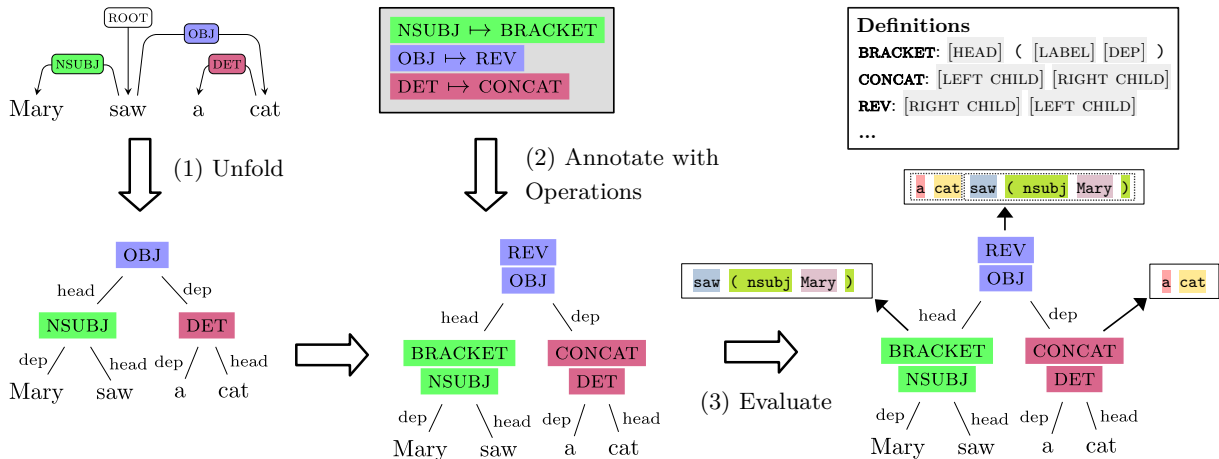 ROOT
OBJ
NSUBJ
DET
Mary saw a cat
NSUBJ ↦ BRACKET
OBJ ↦ REV
DET ↦ CONCAT
Definitions
BRACKET: [HEAD] ( [LABEL] [DEP] )
CONCAT: [LEFT CHILD] [RIGHT CHILD]
REV: [RIGHT CHILD] [LEFT CHILD]
...
(1) Unfold
(2) Annotate with
Operations
OBJ
head dep
NSUBJ DET
dep head dep head
Mary saw a cat
REV
OBJ
head dep
BRACKET CONCAT
NSUBJ DET
dep head dep head
Mary saw a cat
(3) Evaluate
a cat saw ( nsubj Mary )
REV
OBJ
saw ( nsubj Mary )
a cat
head dep
BRACKET CONCAT
NSUBJ DET
dep head dep head
Mary saw a cat